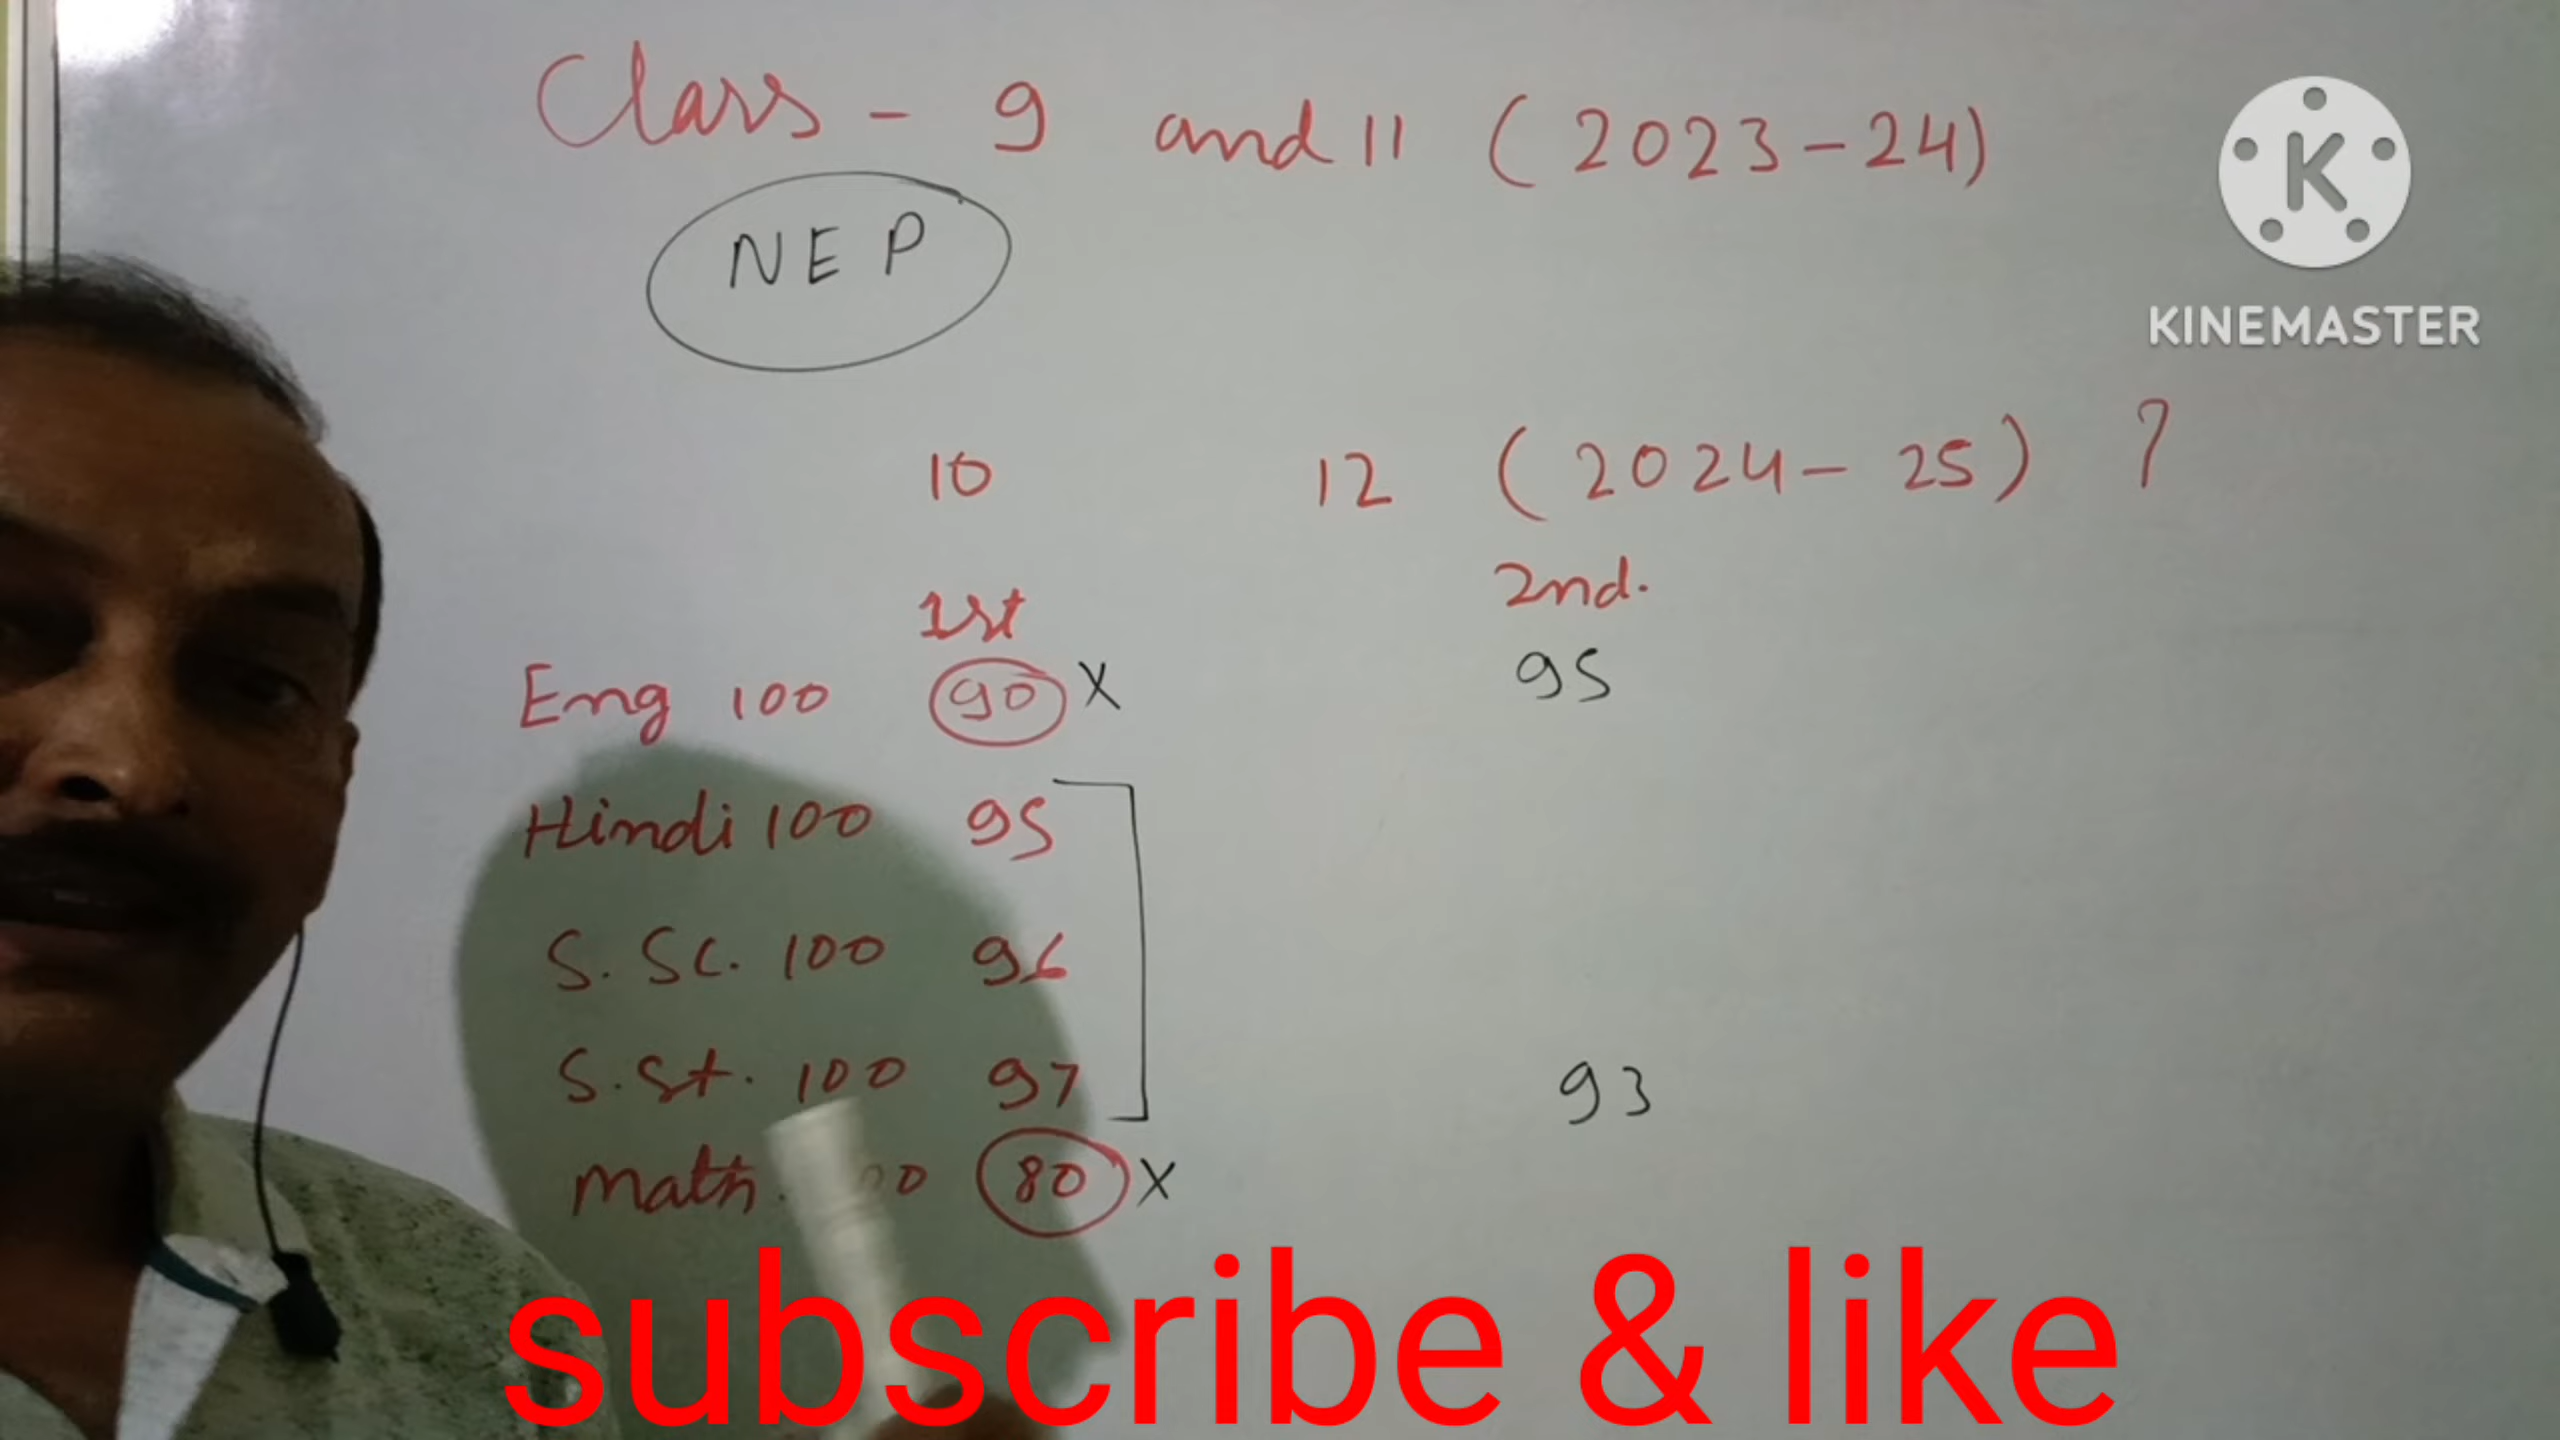 Class - 9 and 11 (2023-24)
NEP
K
KINEMASTER
10 12 (2024-25) ?
1st 2nd.
Eng 100 90 X 95
Hindi 100 95
S. Sc. 100 96
S. St. 100 97 93
Math. 80 X
subscribe & like